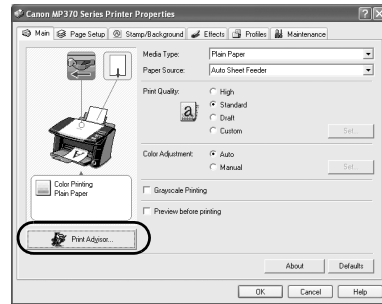 Canon MP370 Series Printer Properties
Main Page Setup Stamp/Background Effects Profiles Maintenance
Media Type: Plain Paper
Paper Source: Auto Sheet Feeder
Print Quality: High
Standard
Draft
Custom Set...
Color Adjustment: Auto
Manual Set...
Color Printing
Plain Paper
Grayscale Printing
Preview before printing
Print Advisor...
About Defaults
OK Cancel Help